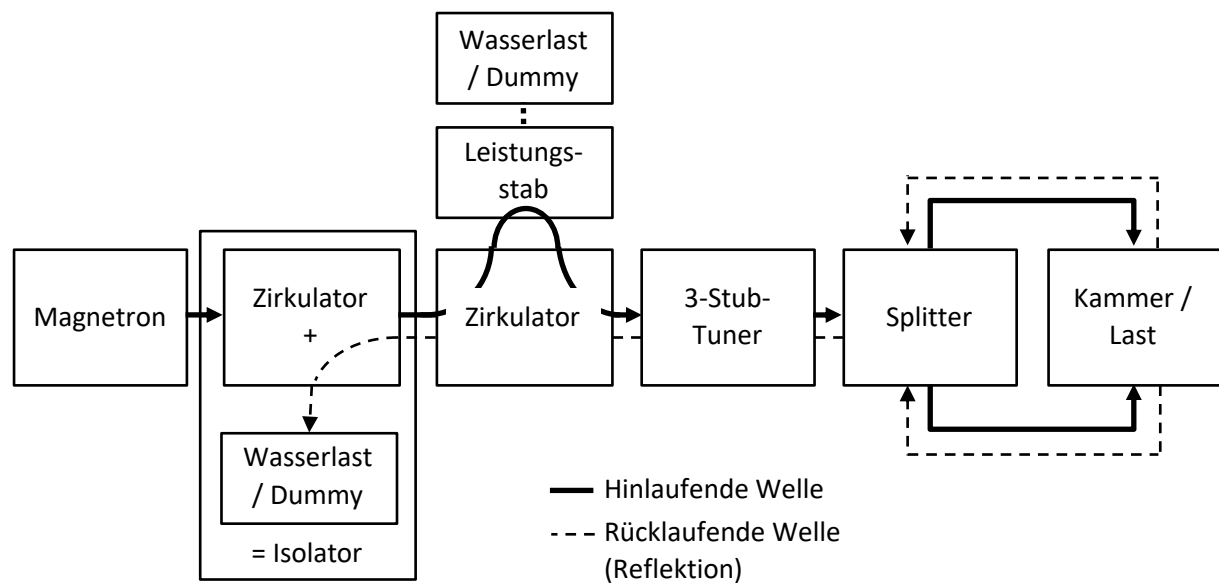 Wasserlast
/ Dummy
Leistungs-
stab
Magnetron
Zirkulator
+
Wasserlast
/ Dummy
= Isolator
Zirkulator
3-Stub-
Tuner
Splitter
Kammer /
Last
Hinlaufende Welle
Rücklaufende Welle
(Reflektion)